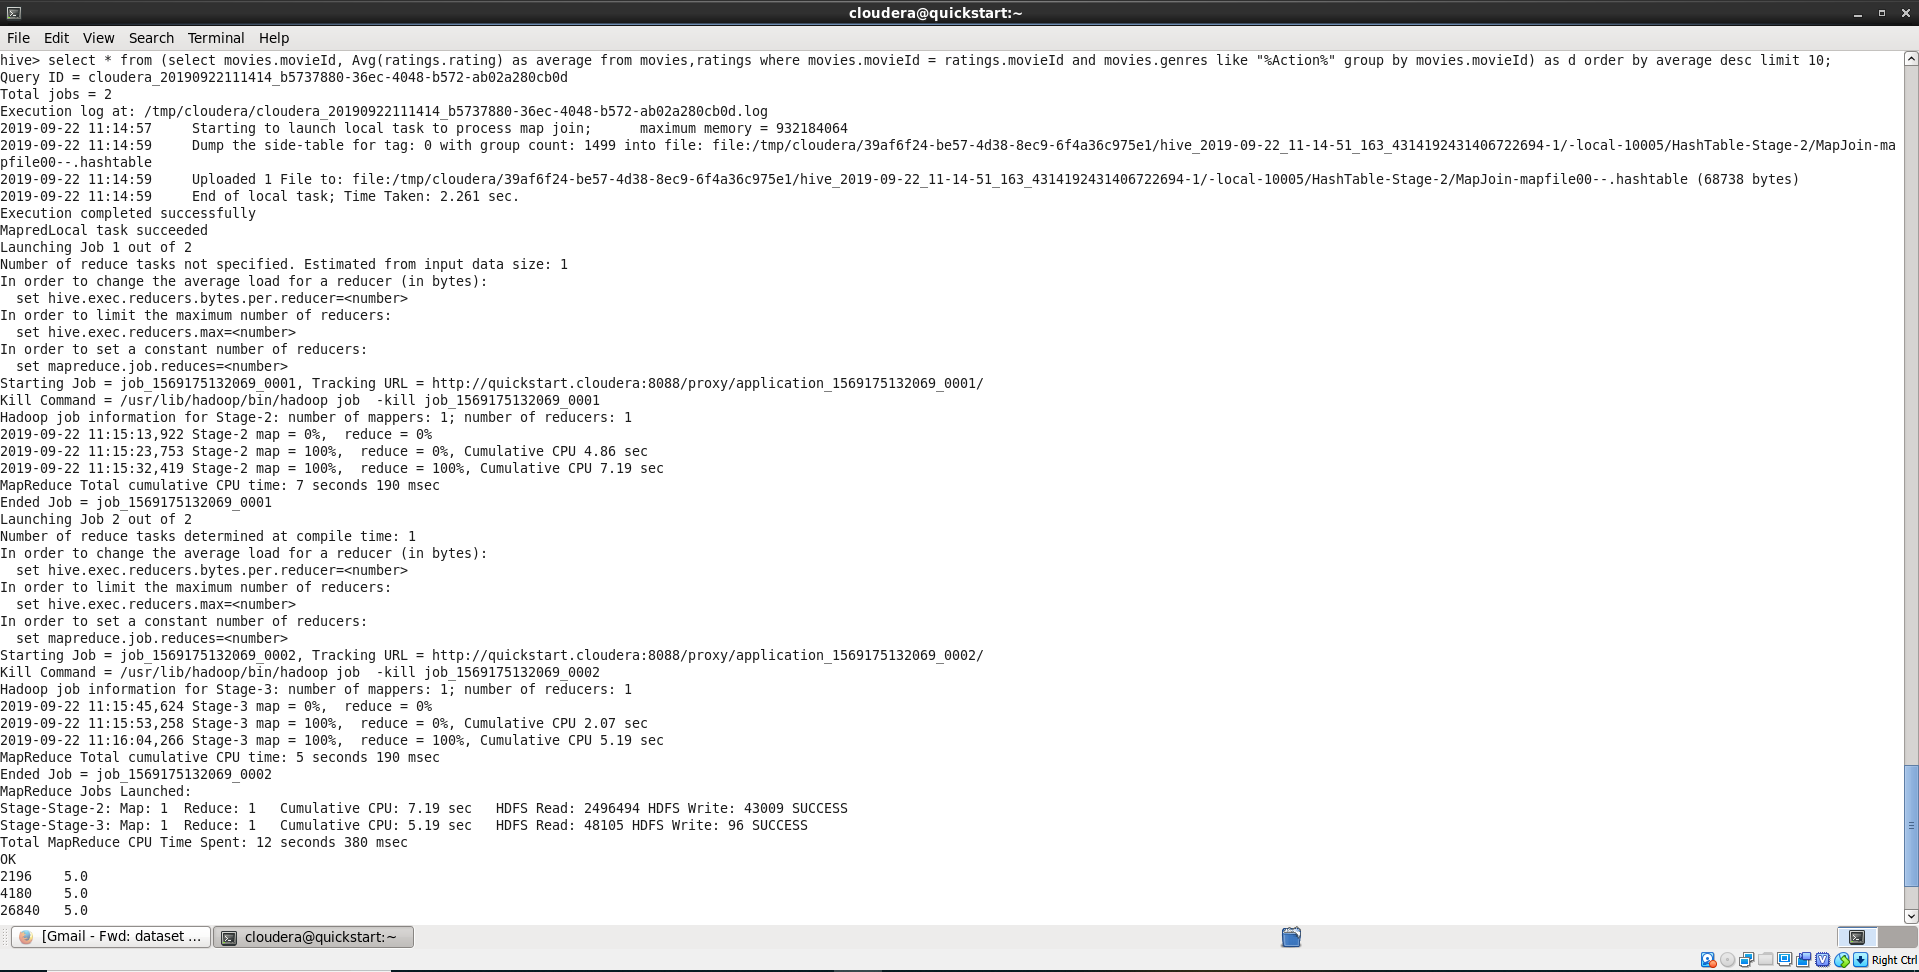 cloudera@quickstart:~
File Edit View Search Terminal Help
hive> select * from (select movies.movieId, Avg(ratings.rating) as average from movies,ratings where movies.movieId = ratings.movieId and movies.genres like "%Action%" group by movies.movieId) as d order by average desc limit 10;
Query ID = cloudera_20190922111414_b5737880-36ec-4048-b572-ab02a280cb0d
Total jobs = 2
Execution log at: /tmp/cloudera/cloudera_20190922111414_b5737880-36ec-4048-b572-ab02a280cb0d.log
2019-09-22 11:14:57     Starting to launch local task to process map join;      maximum memory = 932184064
2019-09-22 11:14:59     Dump the side-table for tag: 0 with group count: 1499 into file: file:/tmp/cloudera/39af6f24-be57-4d38-8ec9-6f4a36c975e1/hive_2019-09-22_11-14-51_163_4314192431406722694-1/-local-10005/HashTable-Stage-2/MapJoin-ma
pfile00--.hashtable
2019-09-22 11:14:59     Uploaded 1 File to: file:/tmp/cloudera/39af6f24-be57-4d38-8ec9-6f4a36c975e1/hive_2019-09-22_11-14-51_163_4314192431406722694-1/-local-10005/HashTable-Stage-2/MapJoin-mapfile00--.hashtable (68738 bytes)
2019-09-22 11:14:59     End of local task; Time Taken: 2.261 sec.
Execution completed successfully
MapredLocal task succeeded
Launching Job 1 out of 2
Number of reduce tasks not specified. Estimated from input data size: 1
In order to change the average load for a reducer (in bytes):
  set hive.exec.reducers.bytes.per.reducer=<number>
In order to limit the maximum number of reducers:
  set hive.exec.reducers.max=<number>
In order to set a constant number of reducers:
  set mapreduce.job.reduces=<number>
Starting Job = job_1569175132069_0001, Tracking URL = http://quickstart.cloudera:8088/proxy/application_1569175132069_0001/
Kill Command = /usr/lib/hadoop/bin/hadoop job  -kill job_1569175132069_0001
Hadoop job information for Stage-2: number of mappers: 1; number of reducers: 1
2019-09-22 11:15:13,922 Stage-2 map = 0%,  reduce = 0%
2019-09-22 11:15:23,753 Stage-2 map = 100%,  reduce = 0%, Cumulative CPU 4.86 sec
2019-09-22 11:15:32,419 Stage-2 map = 100%,  reduce = 100%, Cumulative CPU 7.19 sec
MapReduce Total cumulative CPU time: 7 seconds 190 msec
Ended Job = job_1569175132069_0001
Launching Job 2 out of 2
Number of reduce tasks determined at compile time: 1
In order to change the average load for a reducer (in bytes):
  set hive.exec.reducers.bytes.per.reducer=<number>
In order to limit the maximum number of reducers:
  set hive.exec.reducers.max=<number>
In order to set a constant number of reducers:
  set mapreduce.job.reduces=<number>
Starting Job = job_1569175132069_0002, Tracking URL = http://quickstart.cloudera:8088/proxy/application_1569175132069_0002/
Kill Command = /usr/lib/hadoop/bin/hadoop job  -kill job_1569175132069_0002
Hadoop job information for Stage-3: number of mappers: 1; number of reducers: 1
2019-09-22 11:15:45,624 Stage-3 map = 0%,  reduce = 0%
2019-09-22 11:15:53,258 Stage-3 map = 100%,  reduce = 0%, Cumulative CPU 2.07 sec
2019-09-22 11:16:04,266 Stage-3 map = 100%,  reduce = 100%, Cumulative CPU 5.19 sec
MapReduce Total cumulative CPU time: 5 seconds 190 msec
Ended Job = job_1569175132069_0002
MapReduce Jobs Launched:
Stage-Stage-2: Map: 1  Reduce: 1   Cumulative CPU: 7.19 sec   HDFS Read: 2496494 HDFS Write: 43009 SUCCESS
Stage-Stage-3: Map: 1  Reduce: 1   Cumulative CPU: 5.19 sec   HDFS Read: 48105 HDFS Write: 96 SUCCESS
Total MapReduce CPU Time Spent: 12 seconds 380 msec
OK
2196    5.0
4180    5.0
26840   5.0
[Gmail - Fwd: dataset ... cloudera@quickstart:~
Right Ctrl